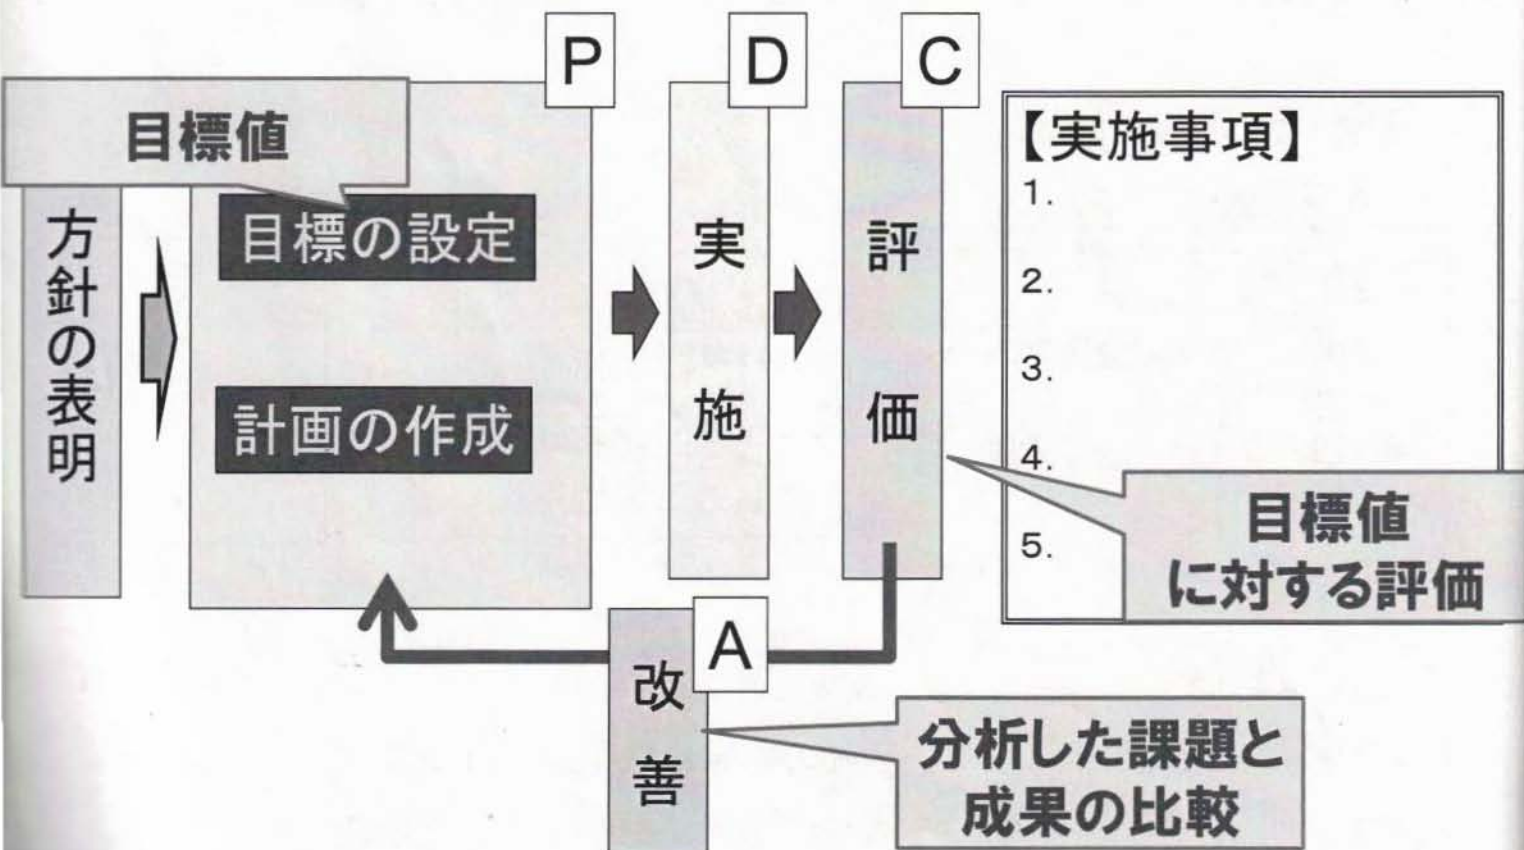 P
D
C
目標値
方針の表明
目標の設定
計画の作成
実施
評価
【実施事項】
1.
2.
3.
4.
5.
目標値
に対する評価
A
改善
分析した課題と
成果の比較